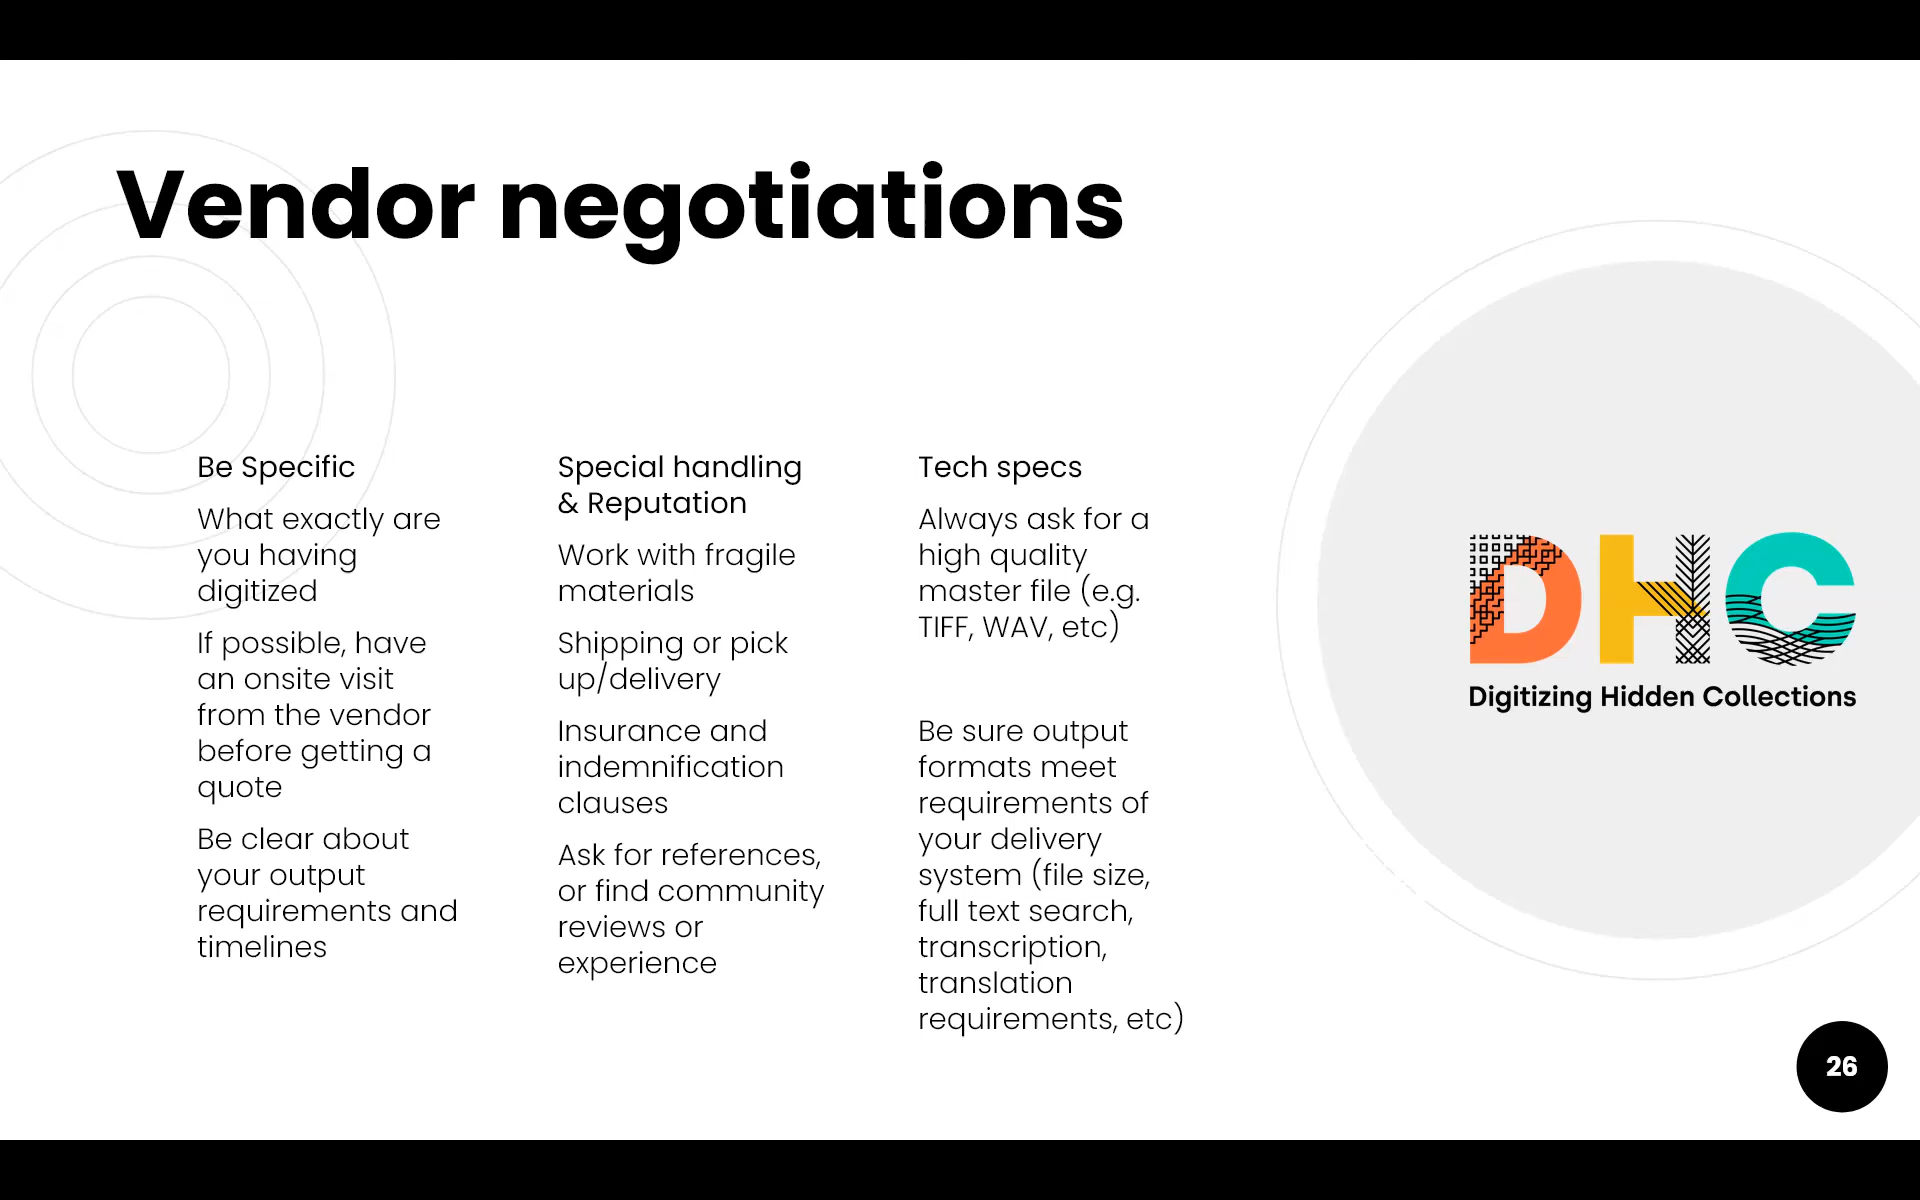 Vendor negotiations
Be Specific
What exactly are
you having
digitized
If possible, have
an onsite visit
from the vendor
before getting a
quote
Be clear about
your output
requirements and
timelines
Special handling
& Reputation
Work with fragile
materials
Shipping or pick
up/delivery
Insurance and
indemnification
clauses
Ask for references,
or find community
reviews or
experience
Tech specs
Always ask for a
high quality
master file (e.g.
TIFF, WAV, etc)
Be sure output
formats meet
requirements of
your delivery
system (file size,
full text search,
transcription,
translation
requirements, etc)
DHC
Digitizing Hidden Collections
26